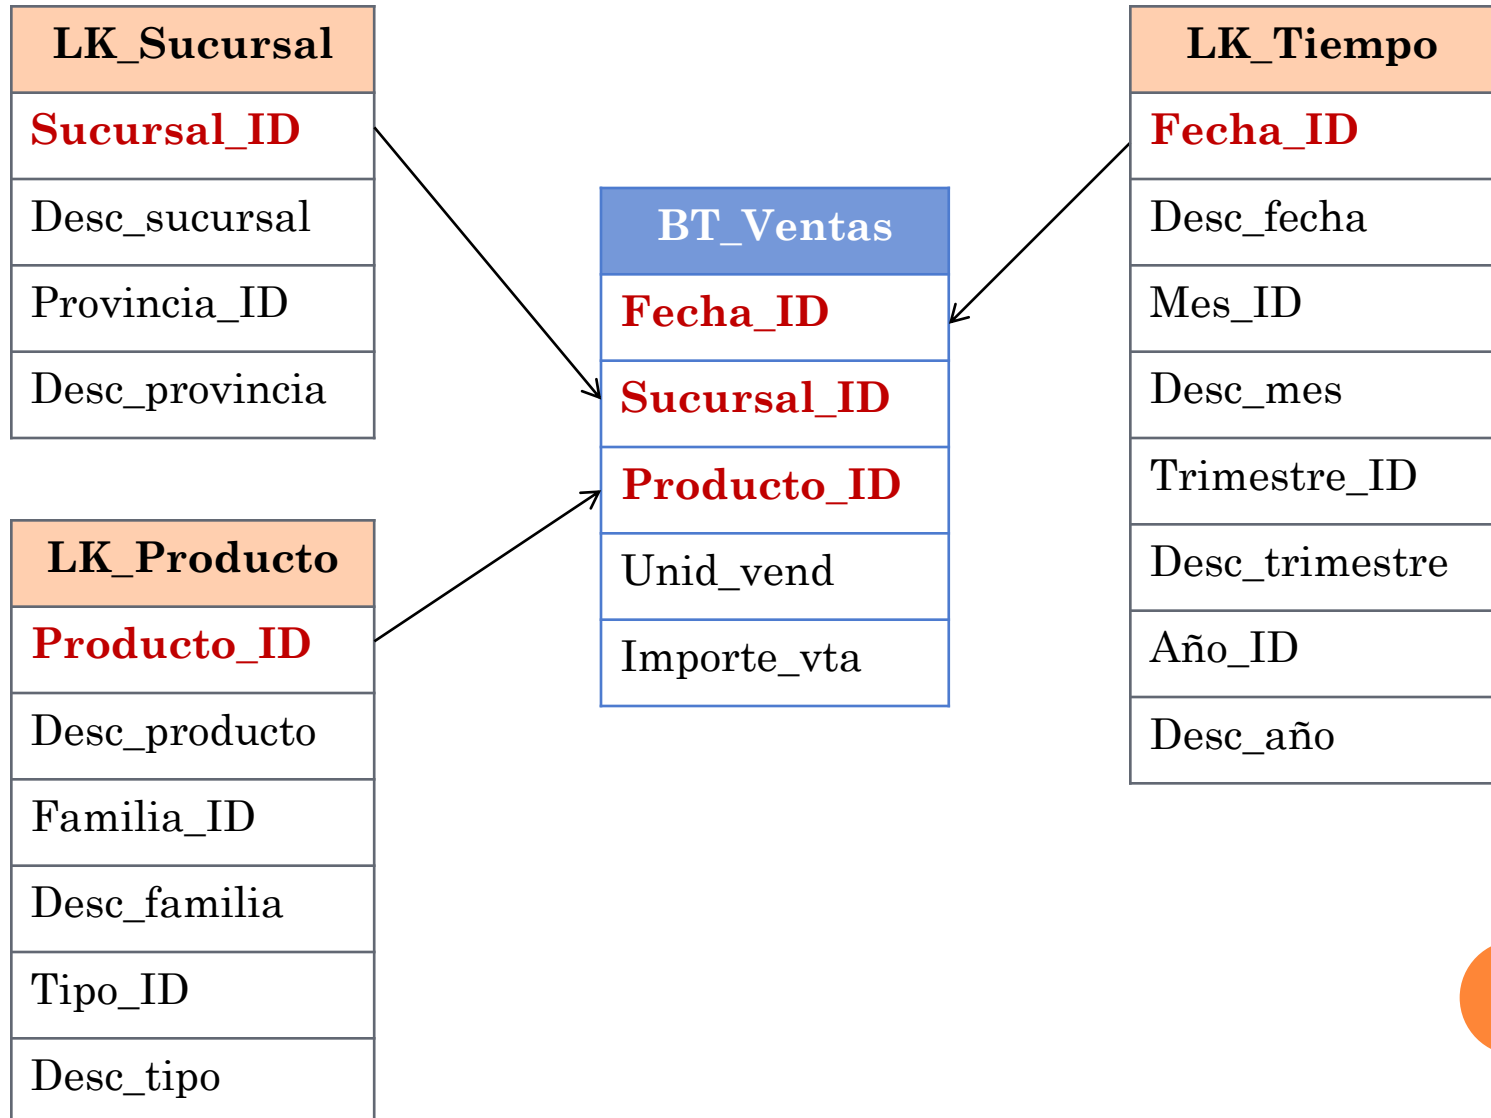 LK_Sucursal
Sucursal_ID
Desc_sucursal
Provincia_ID
Desc_provincia
LK_Producto
Producto_ID
Desc_producto
Familia_ID
Desc_familia
Tipo_ID
Desc_tipo
BT_Ventas
Fecha_ID
Sucursal_ID
Producto_ID
Unid_vend
Importe_vta
LK_Tiempo
Fecha_ID
Desc_fecha
Mes_ID
Desc_mes
Trimestre_ID
Desc_trimestre
Año_ID
Desc_año